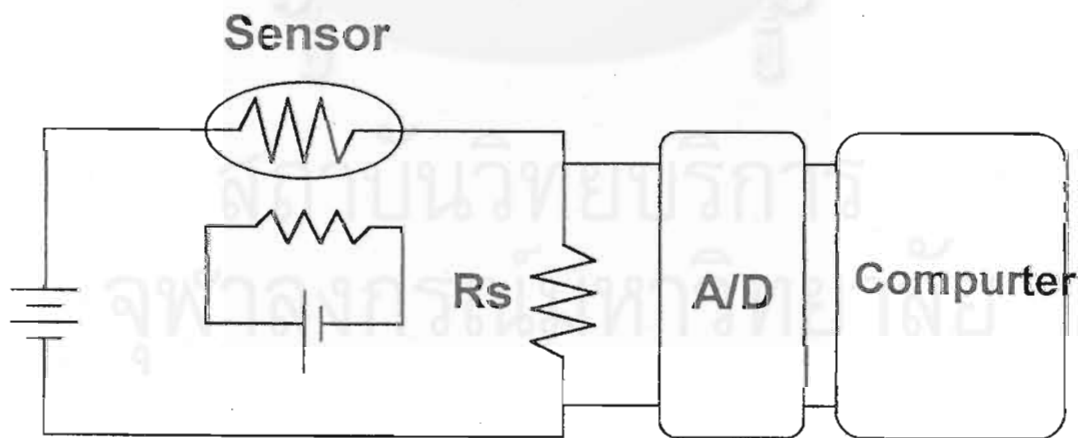 Sensor
สถาบันวิทยบริการ
Rs
A/D
Compurter
จุฬาลงกรณ์มหาวิทยาลัย